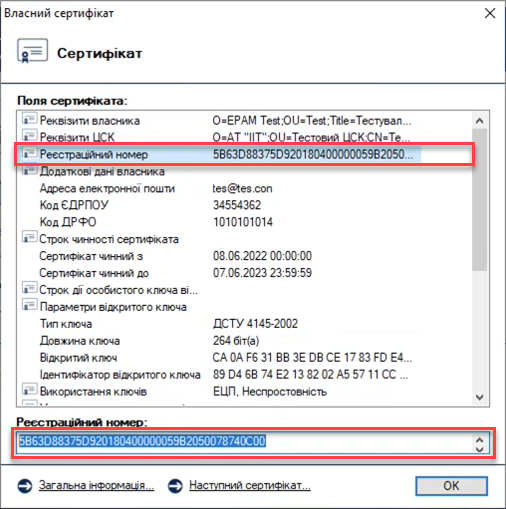 Власний сертифікат
Сертифікат
Поля сертифіката:
Реквізити власника O=EPAM Test;OU=Test;Title=Тестувал...
Реквізити ЦСК O=АТ "ІІТ";OU=Тестовий ЦСК;CN=Те...
Реєстраційний номер 5B63D88375D920180400000059B2050...
Додаткові дані власника
Адреса електронної пошти tes@tes.con
Код ЄДРПОУ 34554362
Код ДРФО 1010101014
Строк чинності сертифіката
Сертифікат чинний з 08.06.2022 00:00:00
Сертифікат чинний до 07.06.2023 23:59:59
Строк дії особистого ключа ві...
Параметри відкритого ключа
Тип ключа ДСТУ 4145-2002
Довжина ключа 264 біт(а)
Відкритий ключ CA 0A F6 31 BB 3E DB CE 17 83 FD E4...
Ідентифікатор відкритого ключа 89 D4 6B 74 E2 13 82 02 A5 57 11 CC ...
Використання ключів ЕЦП, Неспростовність
Реєстраційний номер:
5B63D88375D920180400000059B2050078740C00
Загальна інформація... Наступний сертифікат... OK